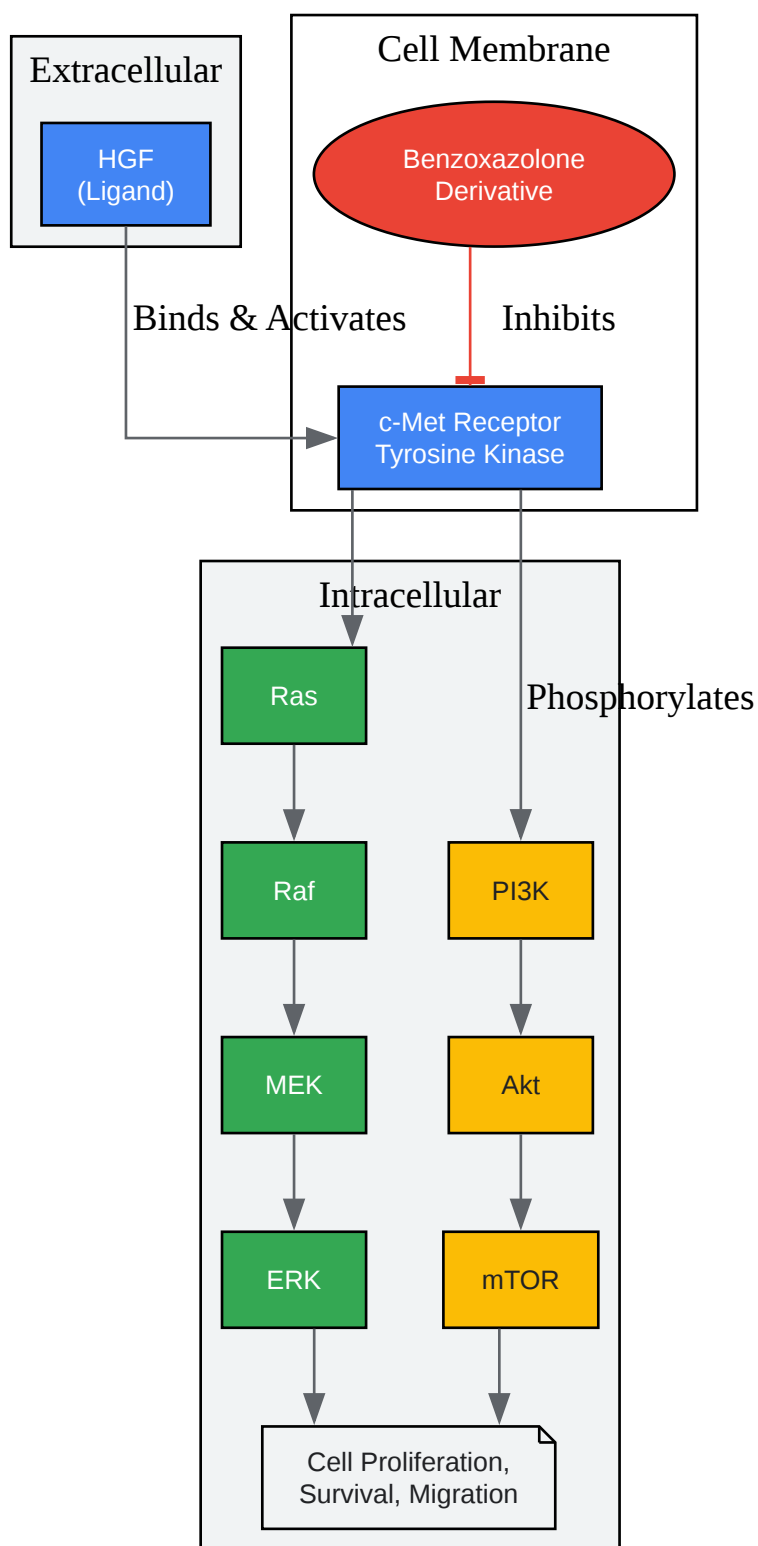 Extracellular
HGF
(Ligand)
Cell Membrane
Benzoxazolone
Derivative
Binds & Activates
Inhibits
c-Met Receptor
Tyrosine Kinase
Intracellular
Ras
Phosphorylates
Raf
PI3K
MEK
Akt
ERK
mTOR
Cell Proliferation,
Survival, Migration